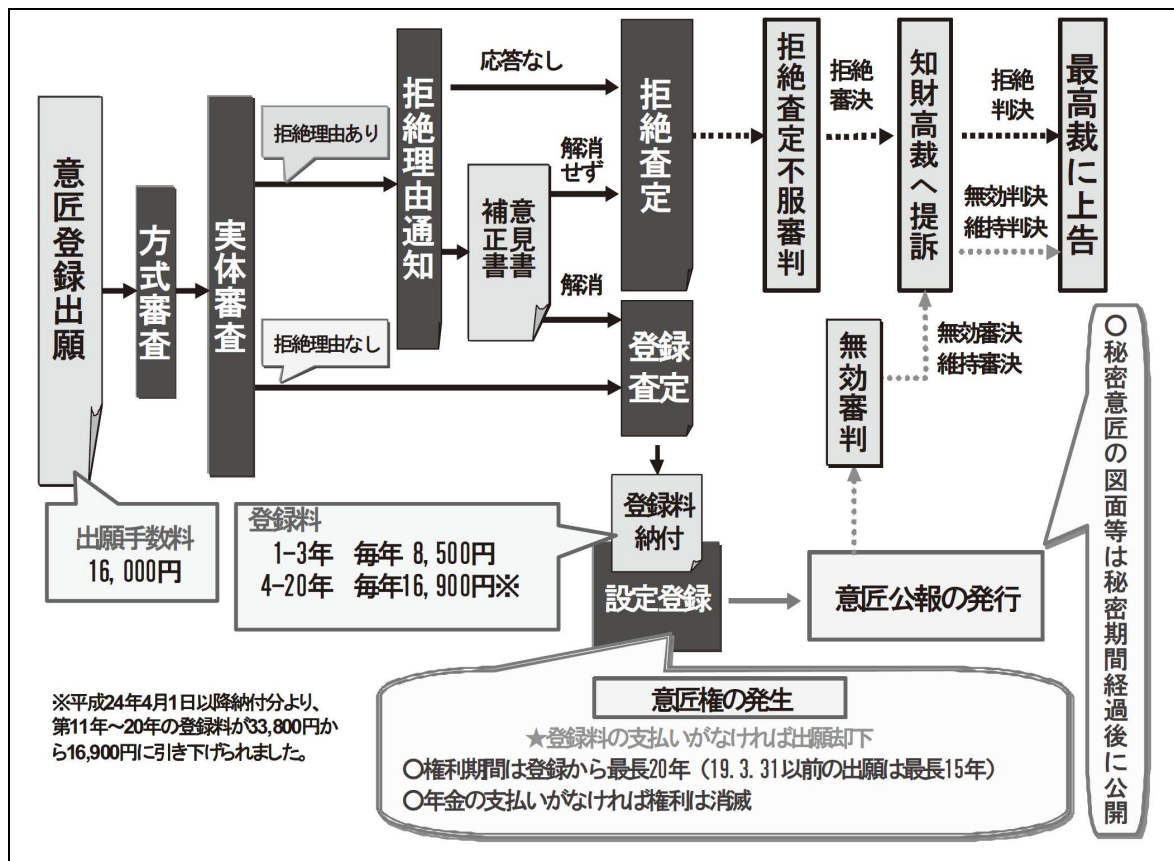 意匠登録出願
方式審査
実体審査
拒絶理由あり
拒絶理由なし
拒絶理由通知
応答なし
意見書
補正書
解消
せず
解消
拒絶査定
登録
査定
拒絶査定不服審判
拒絶
審決
知財高裁へ提訴
拒絶
判決
無効判決
維持判決
最高裁に上告
無効審判
無効審決
維持審決
出願手数料
16,000円
登録料
1-3年 毎年 8,500円
4-20年 毎年16,900円※
登録料
納付
設定登録
意匠公報の発行
○秘密意匠の図面等は秘密期間経過後に公開
意匠権の発生
★登録料の支払いがなければ出願却下
○権利期間は登録から最長20年（19.3.31以前の出願は最長15年）
○年金の支払いがなければ権利は消滅
※平成24年4月1日以降納付分より、
第11年～20年の登録料が33,800円か
ら16,900円に引き下げられました。